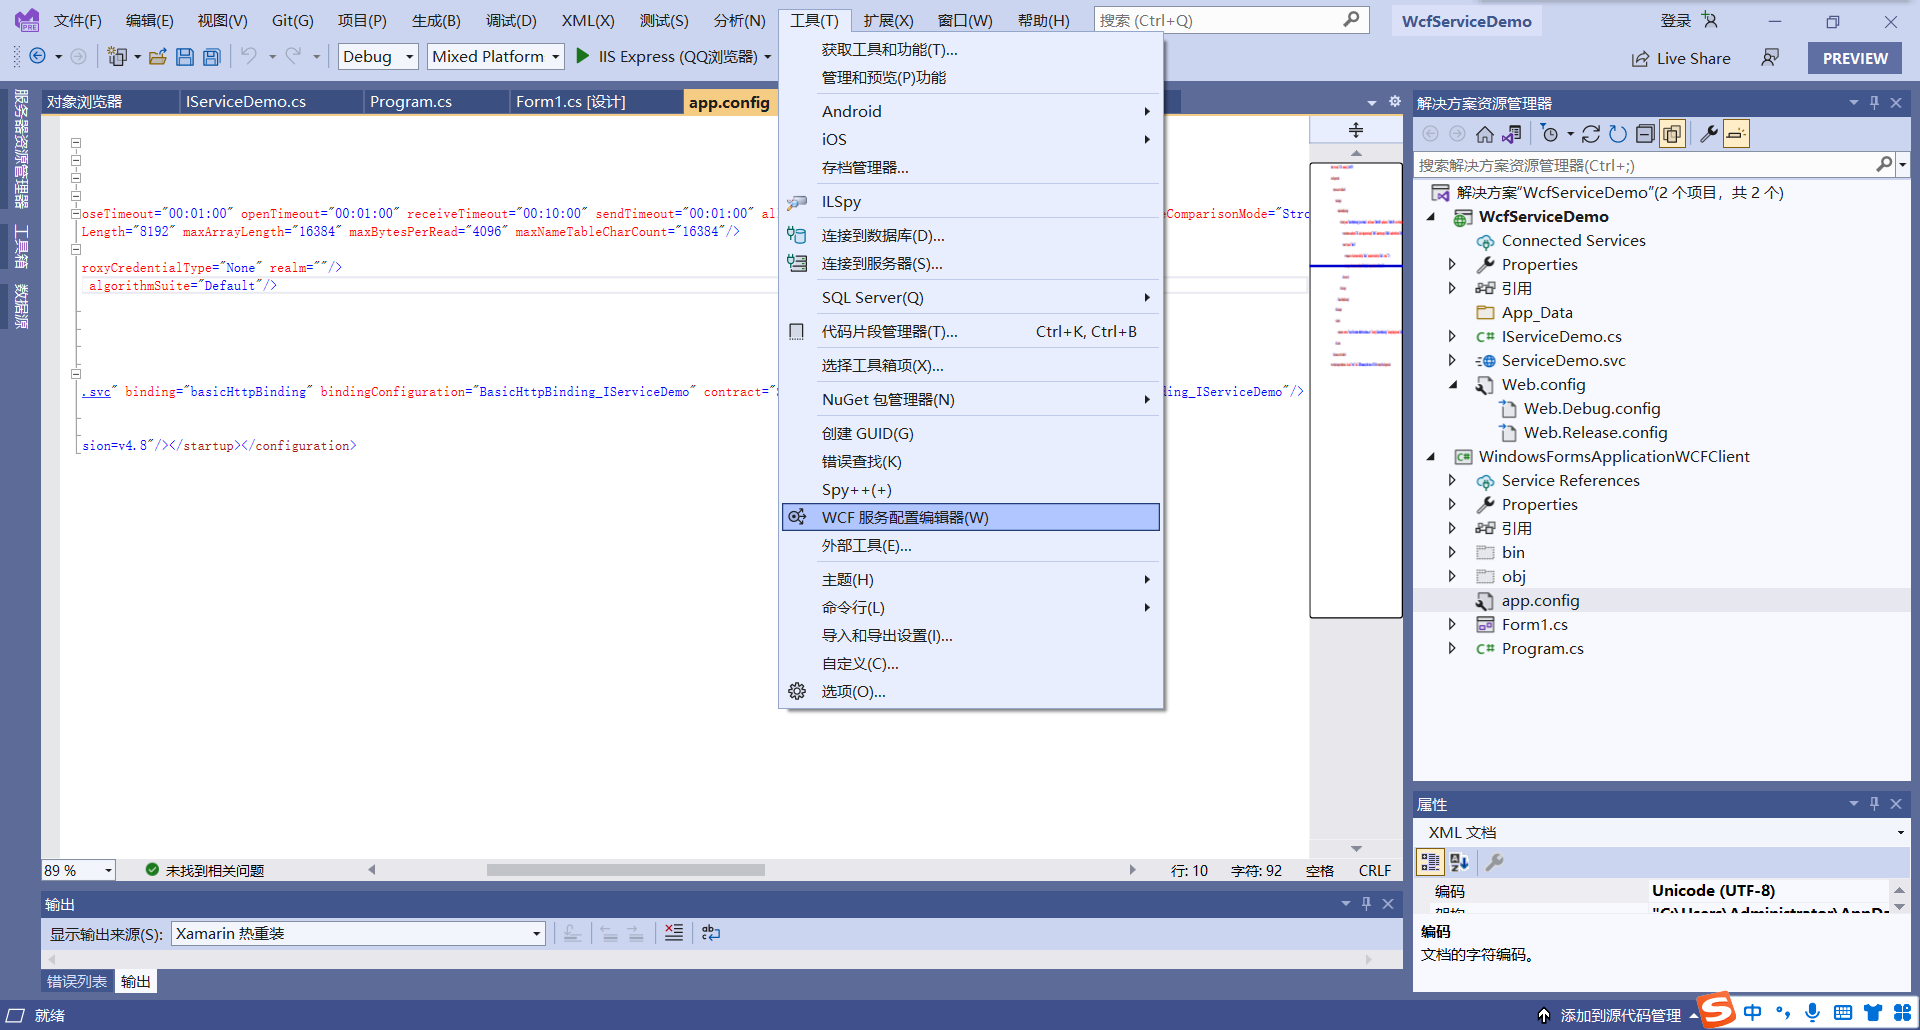 文件(F) 编辑(E) 视图(V) Git(G) 项目(P) 生成(B) 调试(D) XML(X) 测试(S) 分析(N) 工具(T) 扩展(X) 窗口(W) 帮助(H) 搜索 (Ctrl+Q) WcfServiceDemo 登录
Debug Mixed Platform IIS Express (QQ浏览器) Live Share PREVIEW
服务器资源管理器
工具箱
数据源
对象浏览器 IServiceDemo.cs Program.cs Form1.cs [设计] app.config
oseTimeout="00:01:00" openTimeout="00:01:00" receiveTimeout="00:10:00" sendTimeout="00:01:00" al
eComparisonMode="Stro
Length="8192" maxArrayLength="16384" maxBytesPerRead="4096" maxNameTableCharCount="16384"/>
roxyCredentialType="None" realm=""/>
algorithmSuite="Default"/>
.svc" binding="basicHttpBinding" bindingConfiguration="BasicHttpBinding_IServiceDemo" contract="
ing_IServiceDemo"/>
sion=v4.8"/></startup></configuration>
获取工具和功能(T)...
管理和预览(P)功能
Android
iOS
存档管理器...
ILSpy
连接到数据库(D)...
连接到服务器(S)...
SQL Server(Q)
代码片段管理器(T)... Ctrl+K, Ctrl+B
选择工具箱项(X)...
NuGet 包管理器(N)
创建 GUID(G)
错误查找(K)
Spy++(+)
WCF 服务配置编辑器(W)
外部工具(E)...
主题(H)
命令行(L)
导入和导出设置(I)...
自定义(C)...
选项(O)...
89 % 未找到相关问题 行: 10 字符: 92 空格 CRLF
输出
显示输出来源(S): Xamarin 热重装
错误列表 输出
解决方案资源管理器
搜索解决方案资源管理器(Ctrl+;)
解决方案"WcfServiceDemo"(2 个项目，共 2 个)
WcfServiceDemo
Connected Services
Properties
引用
App_Data
IServiceDemo.cs
ServiceDemo.svc
Web.config
Web.Debug.config
Web.Release.config
WindowsFormsApplicationWCFClient
Service References
Properties
引用
bin
obj
app.config
Form1.cs
Program.cs
属性
XML 文档
编码 Unicode (UTF-8)
编码
文档的字符编码。
就绪 添加到源代码管理 中